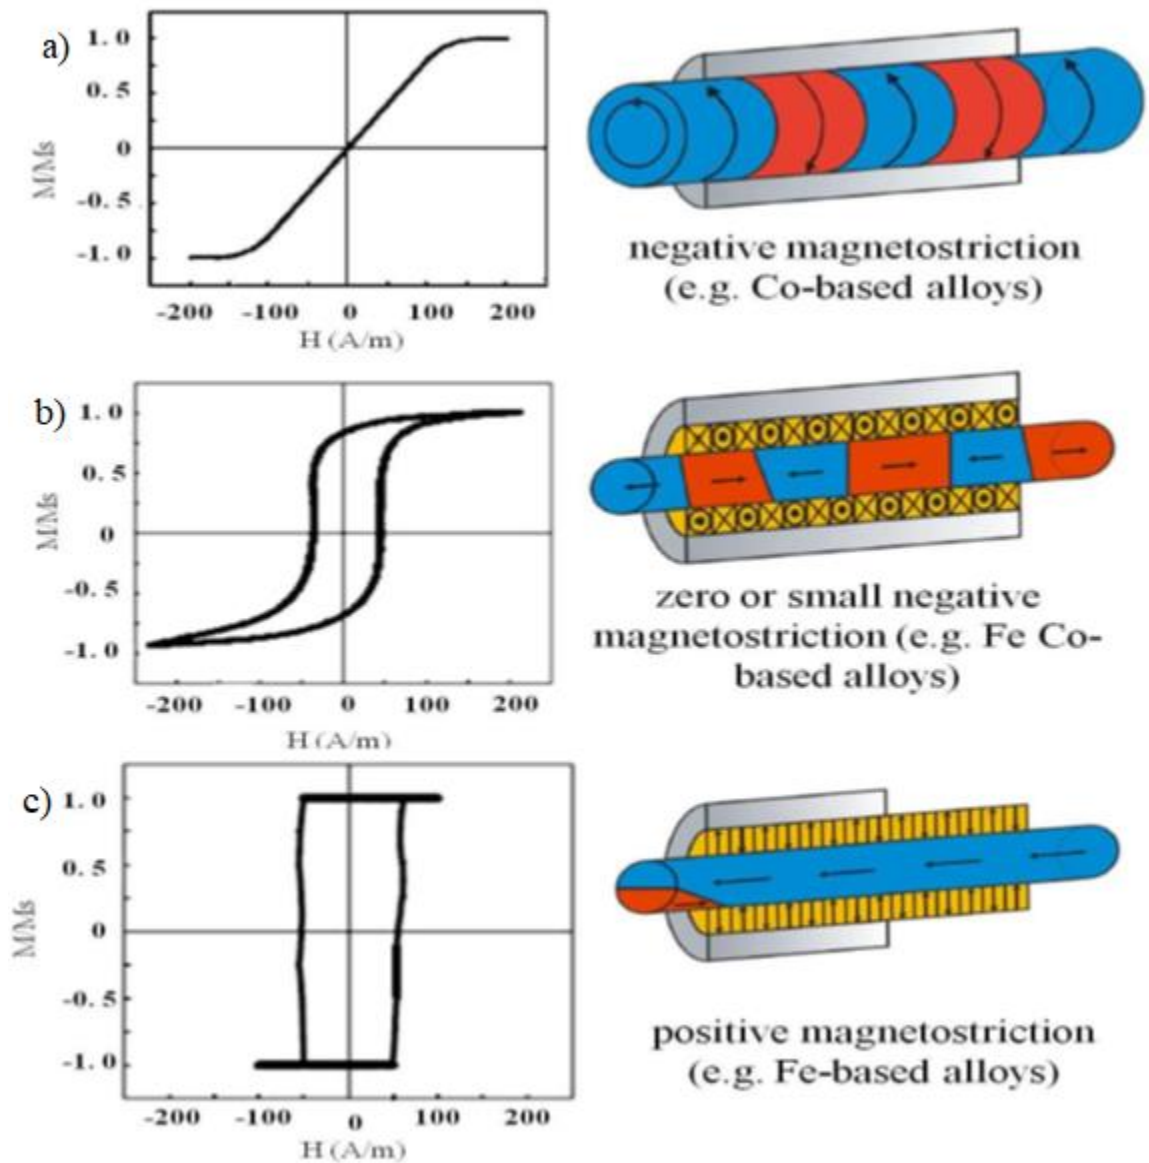 a)
M/Ms
1. 0
0. 5
0
-0. 5
-1. 0
-200 -100 0 100 200
H (A/m)
negative magnetostriction
(e.g. Co-based alloys)
b)
M/Ms
1. 0
0. 5
0
-0. 5
-1. 0
-200 -100 0 100 200
H (A/m)
zero or small negative
magnetostriction (e.g. Fe Co-
based alloys)
c)
M/Ms
1. 0
0. 5
0
-0. 5
-1. 0
-200 -100 0 100 200
H (A/m)
positive magnetostriction
(e.g. Fe-based alloys)